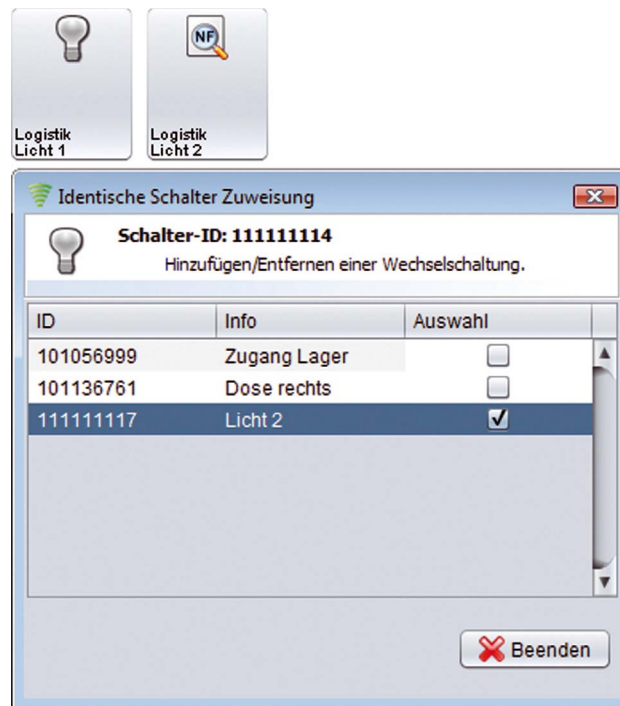 NF
Logistik
Licht 1
Logistik
Licht 2
Identische Schalter Zuweisung
Schalter-ID: 111111114
Hinzufügen/Entfernen einer Wechselschaltung.
ID Info Auswahl
101056999 Zugang Lager
101136761 Dose rechts
111111117 Licht 2
Beenden